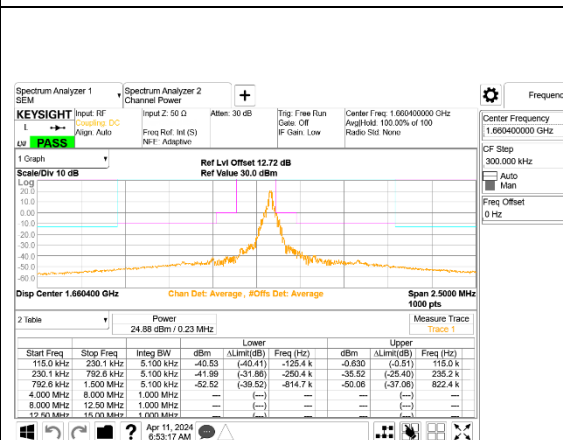 Spectrum Analyzer 1
SEM
Spectrum Analyzer 2
Channel Power
+
Frequenc
KEYSIGHT
Input: RF
Coupling: DC
Align: Auto
Input Z: 50 Ω
Freq Ref: Int (S)
NFE: Adaptive
Atten: 30 dB
Trig: Free Run
Gate: Off
IF Gain: Low
Center Freq: 1.660400000 GHz
Avg|Hold: 100.00% of 100
Radio Std: None
L
PASS
Center Frequency
1.660400000 GHz
CF Step
300.000 kHz
Auto
Man
Freq Offset
0 Hz
1 Graph
Scale/Div 10 dB
Ref Lvl Offset 12.72 dB
Ref Value 30.0 dBm
Log
20.0
10.0
0.00
-10.0
-20.0
-30.0
-40.0
-50.0
-60.0
Disp Center 1.660400 GHz
Chan Det: Average , #Offs Det: Average
Span 2.5000 MHz
1000 pts
2 Table
Power
24.88 dBm / 0.23 MHz
Measure Trace
Trace 1
Lower Upper
Start Freq Stop Freq Integ BW dBm ΔLimit(dB) Freq (Hz) dBm ΔLimit(dB) Freq (Hz)
115.0 kHz 230.1 kHz 5.100 kHz -40.53 (-40.41) -125.4 k -0.630 (-0.51) 115.0 k
230.1 kHz 792.6 kHz 5.100 kHz -41.99 (-31.86) -250.4 k -35.52 (-25.40) 235.2 k
792.6 kHz 1.500 MHz 5.100 kHz -52.52 (-39.52) -814.7 k -50.06 (-37.06) 822.4 k
4.000 MHz 8.000 MHz 1.000 MHz --- (---) --- (---)
8.000 MHz 12.50 MHz 1.000 MHz --- (---) --- (---)
12.50 MHz 15.00 MHz 1.000 MHz --- (---) --- (---)
?
Apr 11, 2024
6:53:17 AM